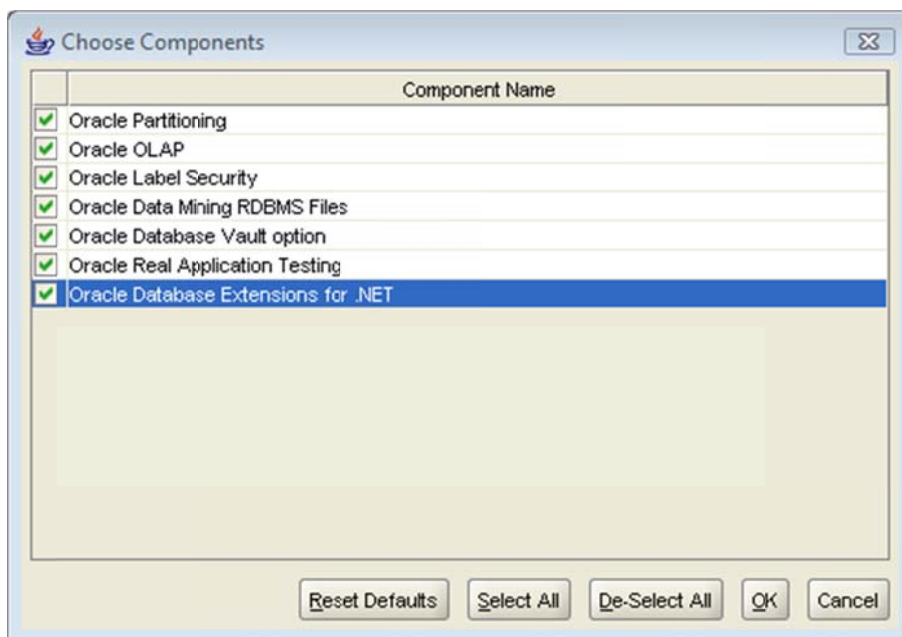 Choose Components
Component Name
Oracle Partitioning
Oracle OLAP
Oracle Label Security
Oracle Data Mining RDBMS Files
Oracle Database Vault option
Oracle Real Application Testing
Oracle Database Extensions for .NET
Reset Defaults Select All De-Select All OK Cancel